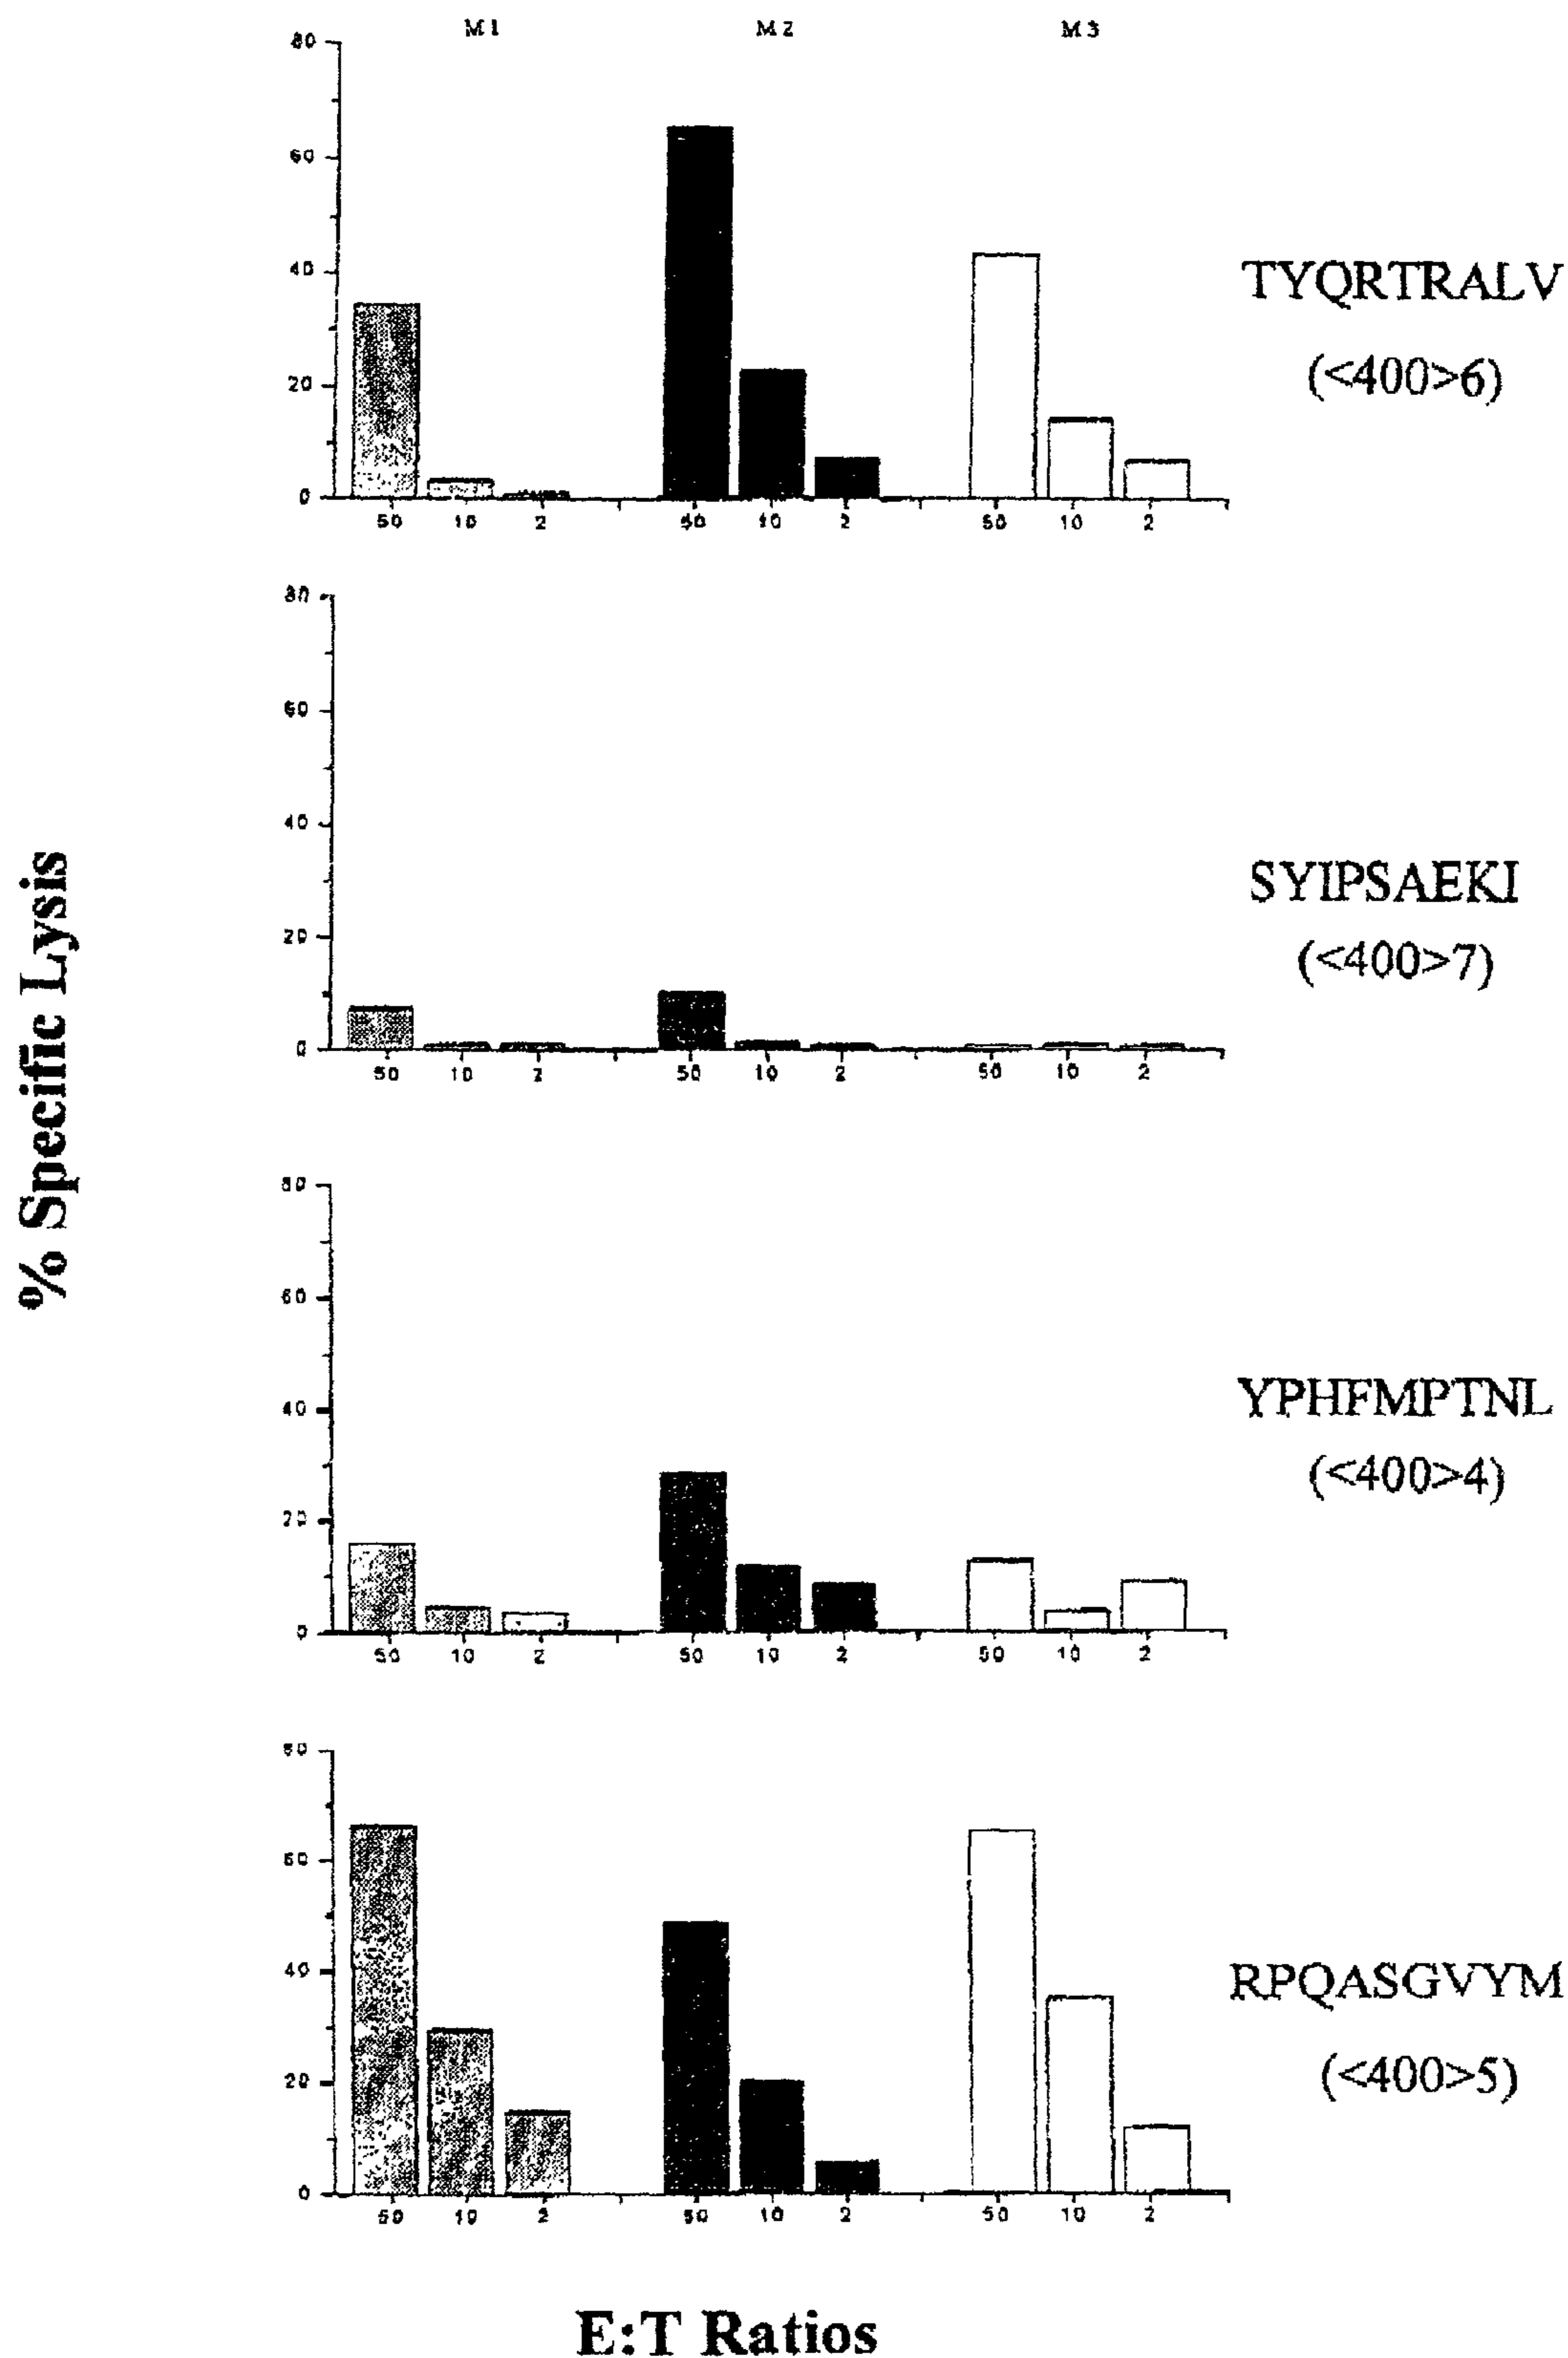 M1 M2 M3
80
60
40
20
0
50 10 2 50 10 2 50 10 2
TYQRTRALV
(<400>6)
80
60
40
20
0
50 10 2 50 10 2 50 10 2
SYIPSAEKI
(<400>7)
80
60
40
20
0
50 10 2 50 10 2 50 10 2
YPHFMPTNL
(<400>4)
80
60
40
20
0
50 10 2 50 10 2 50 10 2
RPQASGVYM
(<400>5)
% Specific Lysis
E:T Ratios